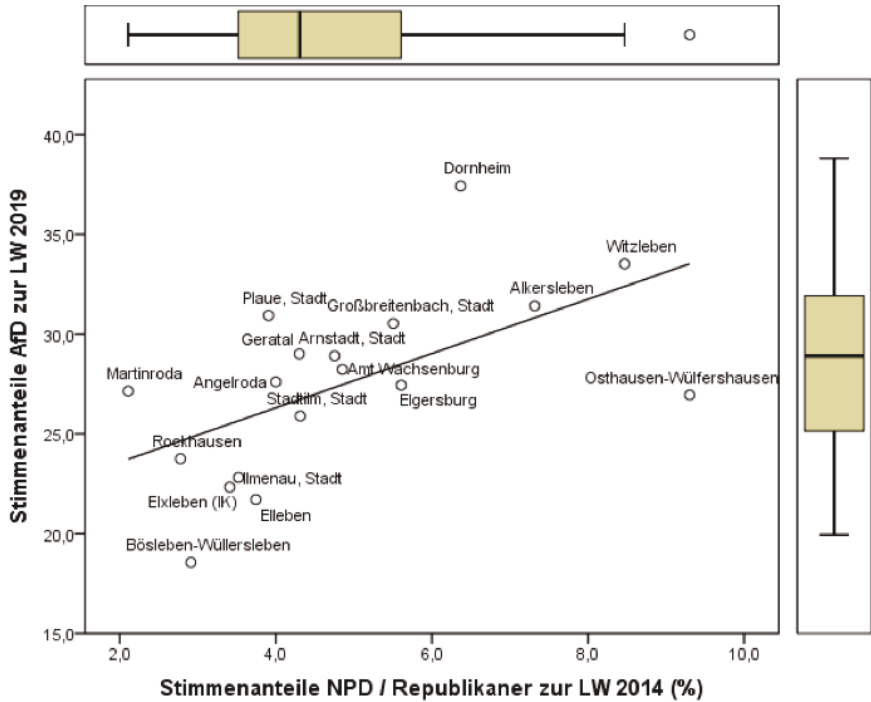 40,0
35,0
30,0
25,0
20,0
15,0
Stimmenanteile AfD zur LW 2019
Dornheim
Witzleben
Alkersleben
Plaue, Stadt
Großbreitenbach, Stadt
Geratal
Arnstadt, Stadt
Martinroda
Angelroda
Amt Wachsenburg
Osthausen-Wülfershausen
Stadtilm, Stadt
Elgersburg
Rockhausen
Ilmenau, Stadt
Elxleben (IK)
Elleben
Bösleben-Wüllersleben
2,0
4,0
6,0
8,0
10,0
Stimmenanteile NPD / Republikaner zur LW 2014 (%)